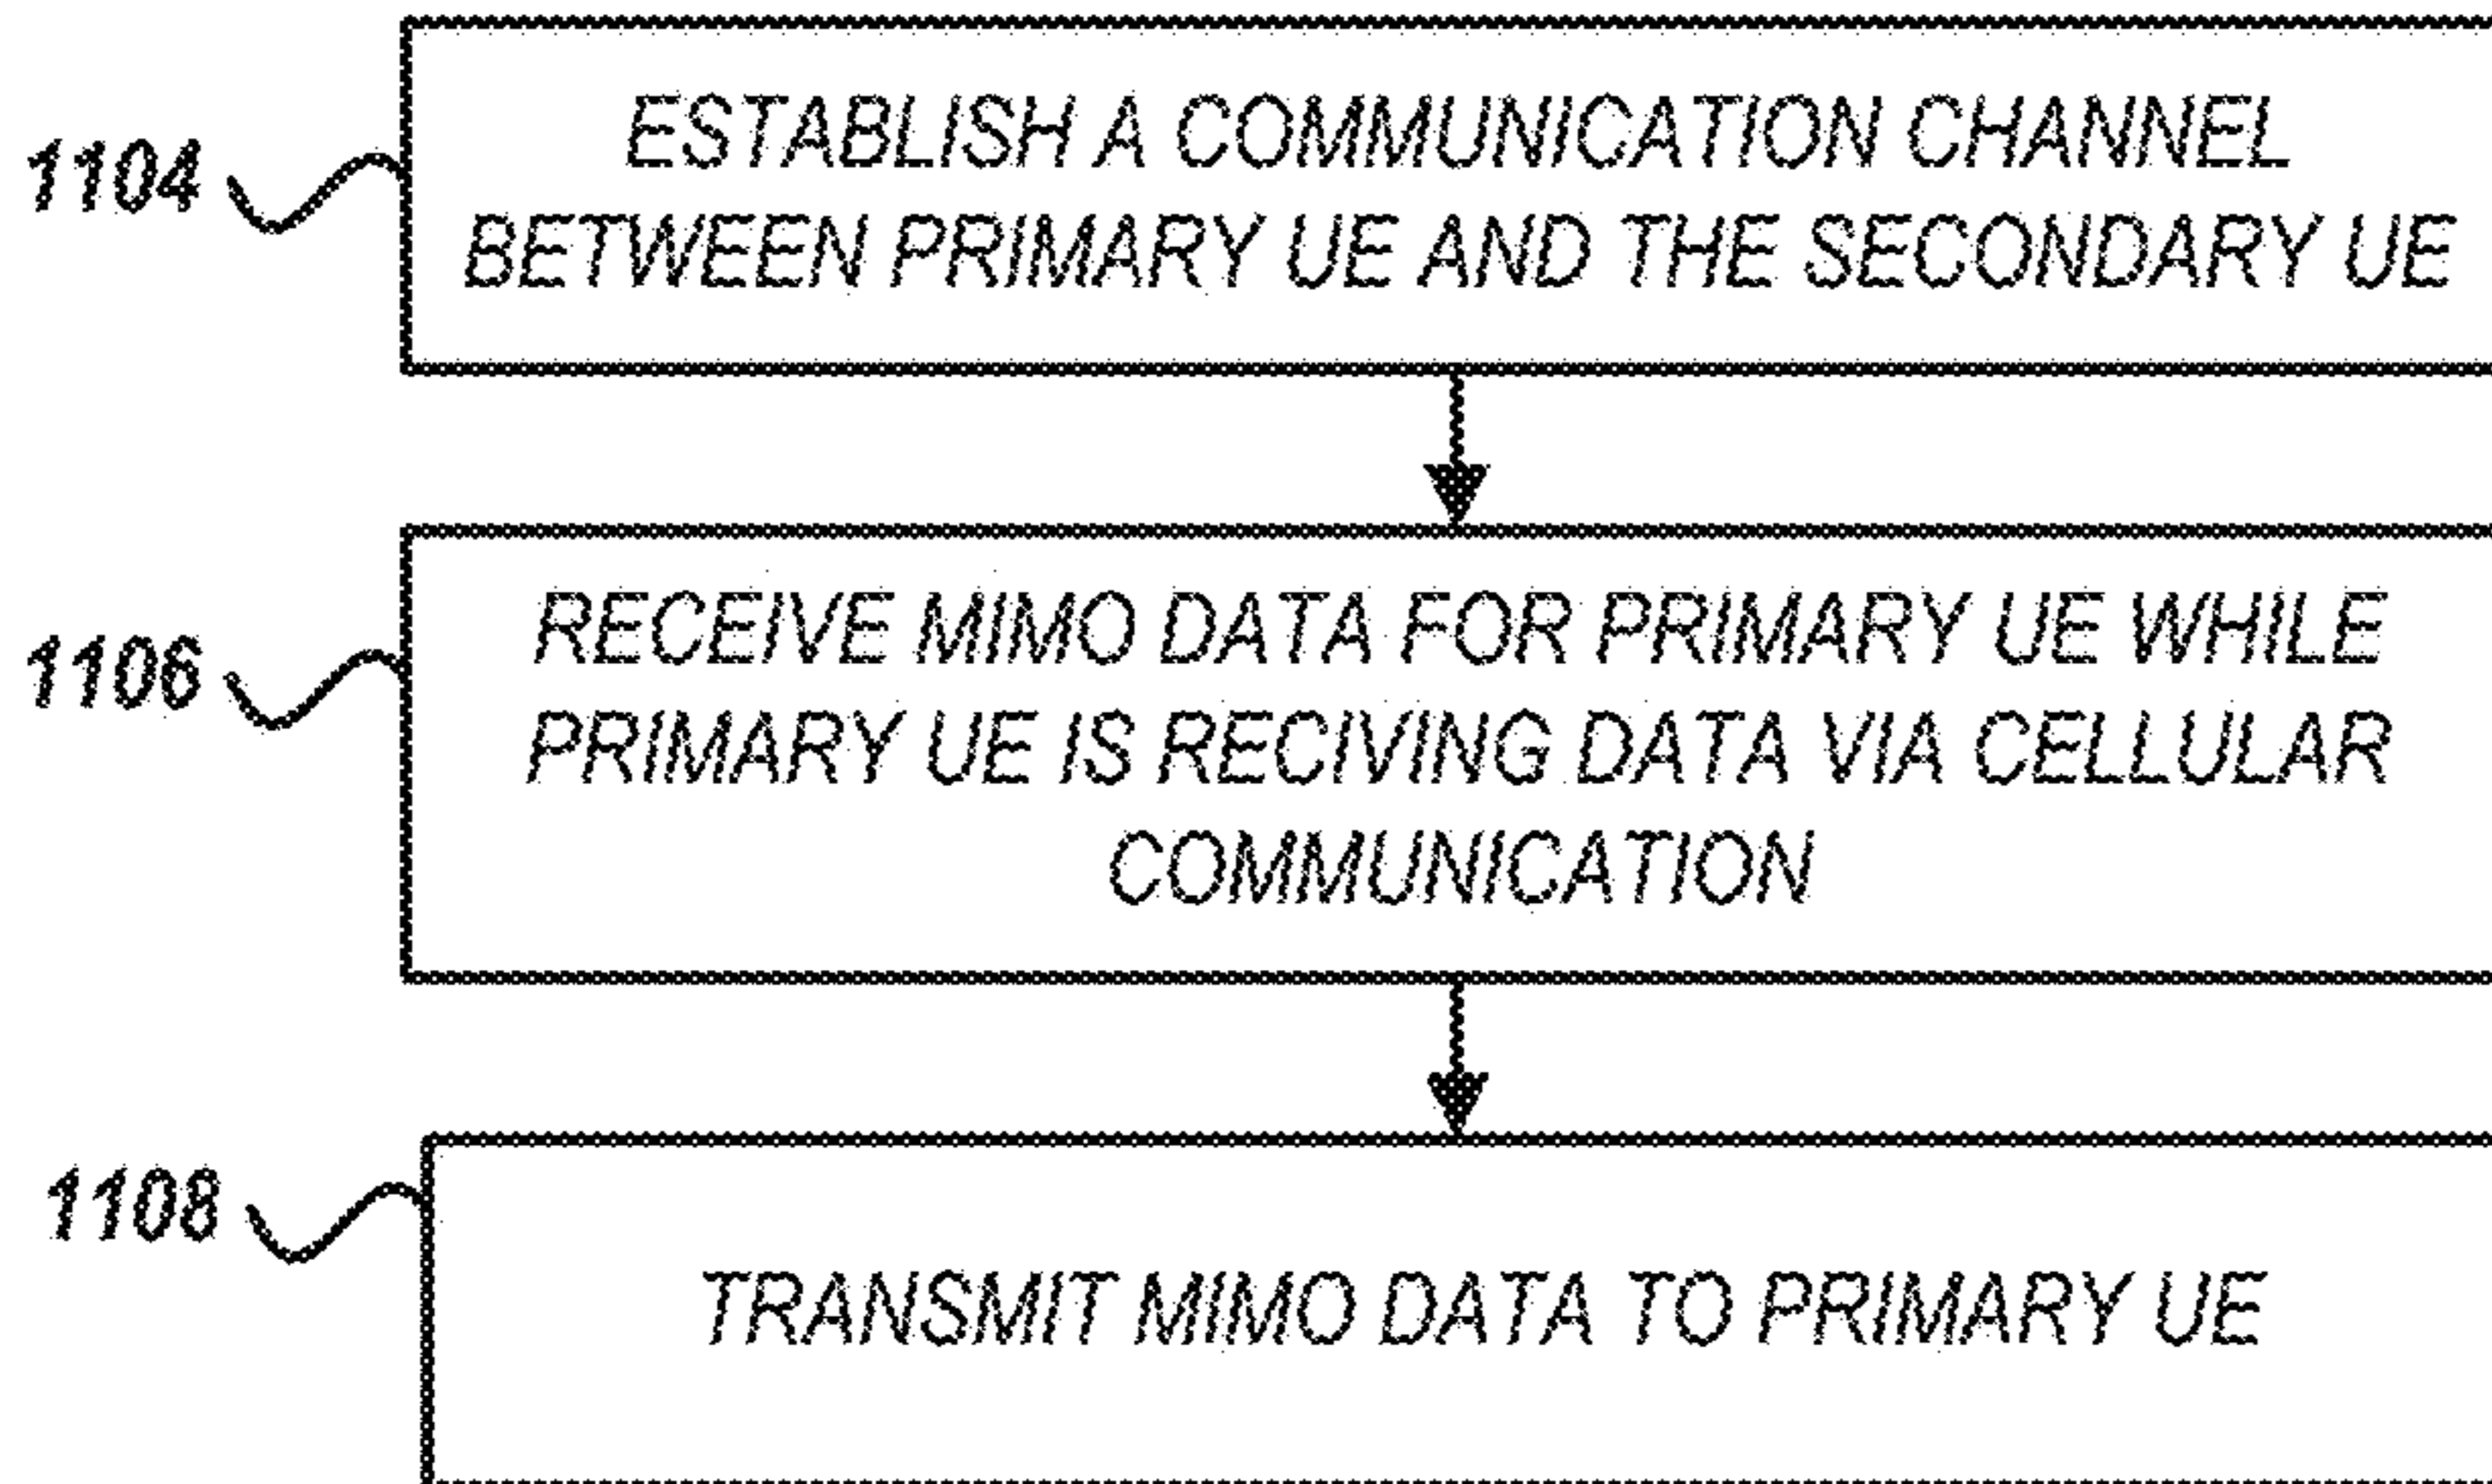 1104
ESTABLISH A COMMUNICATION CHANNEL
BETWEEN PRIMARY UE AND THE SECONDARY UE
1106
RECEIVE MIMO DATA FOR PRIMARY UE WHILE
PRIMARY UE IS RECIVING DATA VIA CELLULAR
COMMUNICATION
1108
TRANSMIT MIMO DATA TO PRIMARY UE